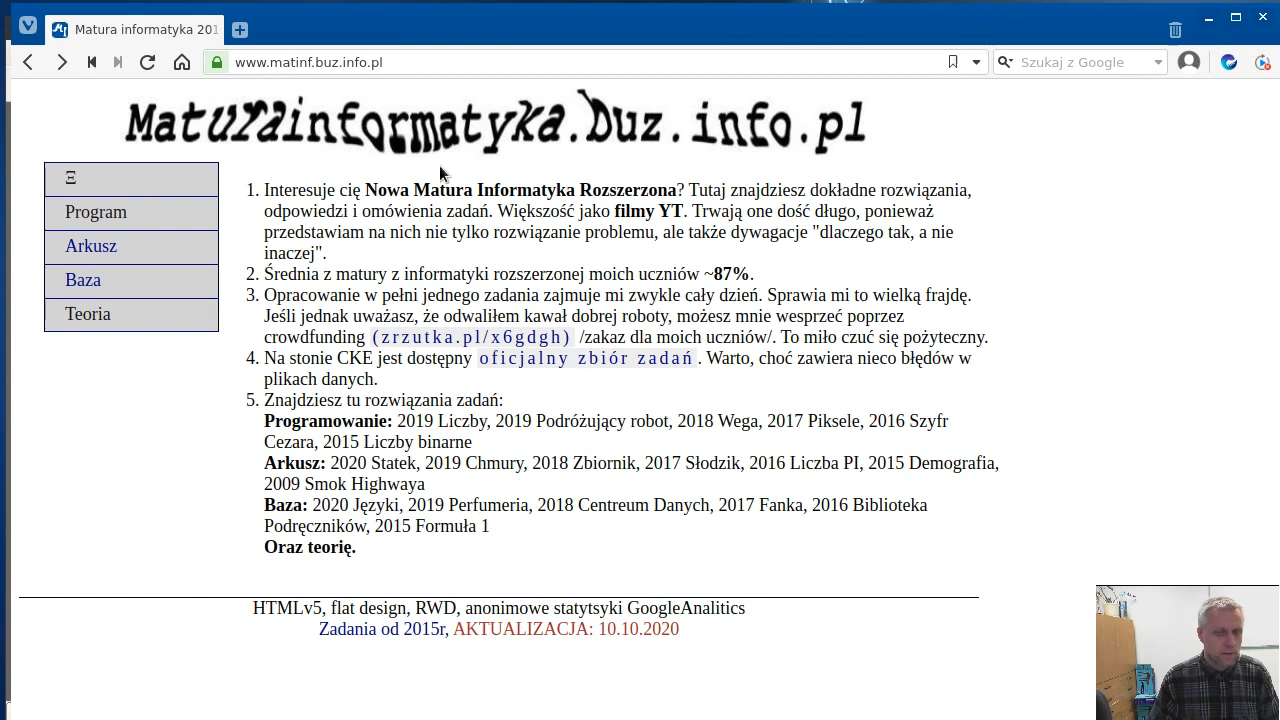 Matura informatyka 201
www.matinf.buz.info.pl
Szukaj z Google
Maturainformatyka.buz.info.pl
Ξ
Program
Arkusz
Baza
Teoria
1. Interesuje cię Nowa Matura Informatyka Rozszerzona? Tutaj znajdziesz dokładne rozwiązania,
odpowiedzi i omówienia zadań. Większość jako filmy YT. Trwają one dość długo, ponieważ
przedstawiam na nich nie tylko rozwiązanie problemu, ale także dywagacje "dlaczego tak, a nie
inaczej".
2. Średnia z matury z informatyki rozszerzonej moich uczniów ~87%.
3. Opracowanie w pełni jednego zadania zajmuje mi zwykle cały dzień. Sprawia mi to wielką frajdę.
Jeśli jednak uważasz, że odwaliłem kawał dobrej roboty, możesz mnie wesprzeć poprzez
crowdfunding (zrzutka.pl/x6gdgh) /zakaz dla moich uczniów/. To miło czuć się pożyteczny.
4. Na stonie CKE jest dostępny oficjalny zbiór zadań. Warto, choć zawiera nieco błędów w
plikach danych.
5. Znajdziesz tu rozwiązania zadań:
Programowanie: 2019 Liczby, 2019 Podróżujący robot, 2018 Wega, 2017 Piksele, 2016 Szyfr
Cezara, 2015 Liczby binarne
Arkusz: 2020 Statek, 2019 Chmury, 2018 Zbiornik, 2017 Słodzik, 2016 Liczba PI, 2015 Demografia,
2009 Smok Highwaya
Baza: 2020 Języki, 2019 Perfumeria, 2018 Centreum Danych, 2017 Fanka, 2016 Biblioteka
Podręczników, 2015 Formuła 1
Oraz teorię.
HTMLv5, flat design, RWD, anonimowe statytsyki GoogleAnalitics
Zadania od 2015r, AKTUALIZACJA: 10.10.2020